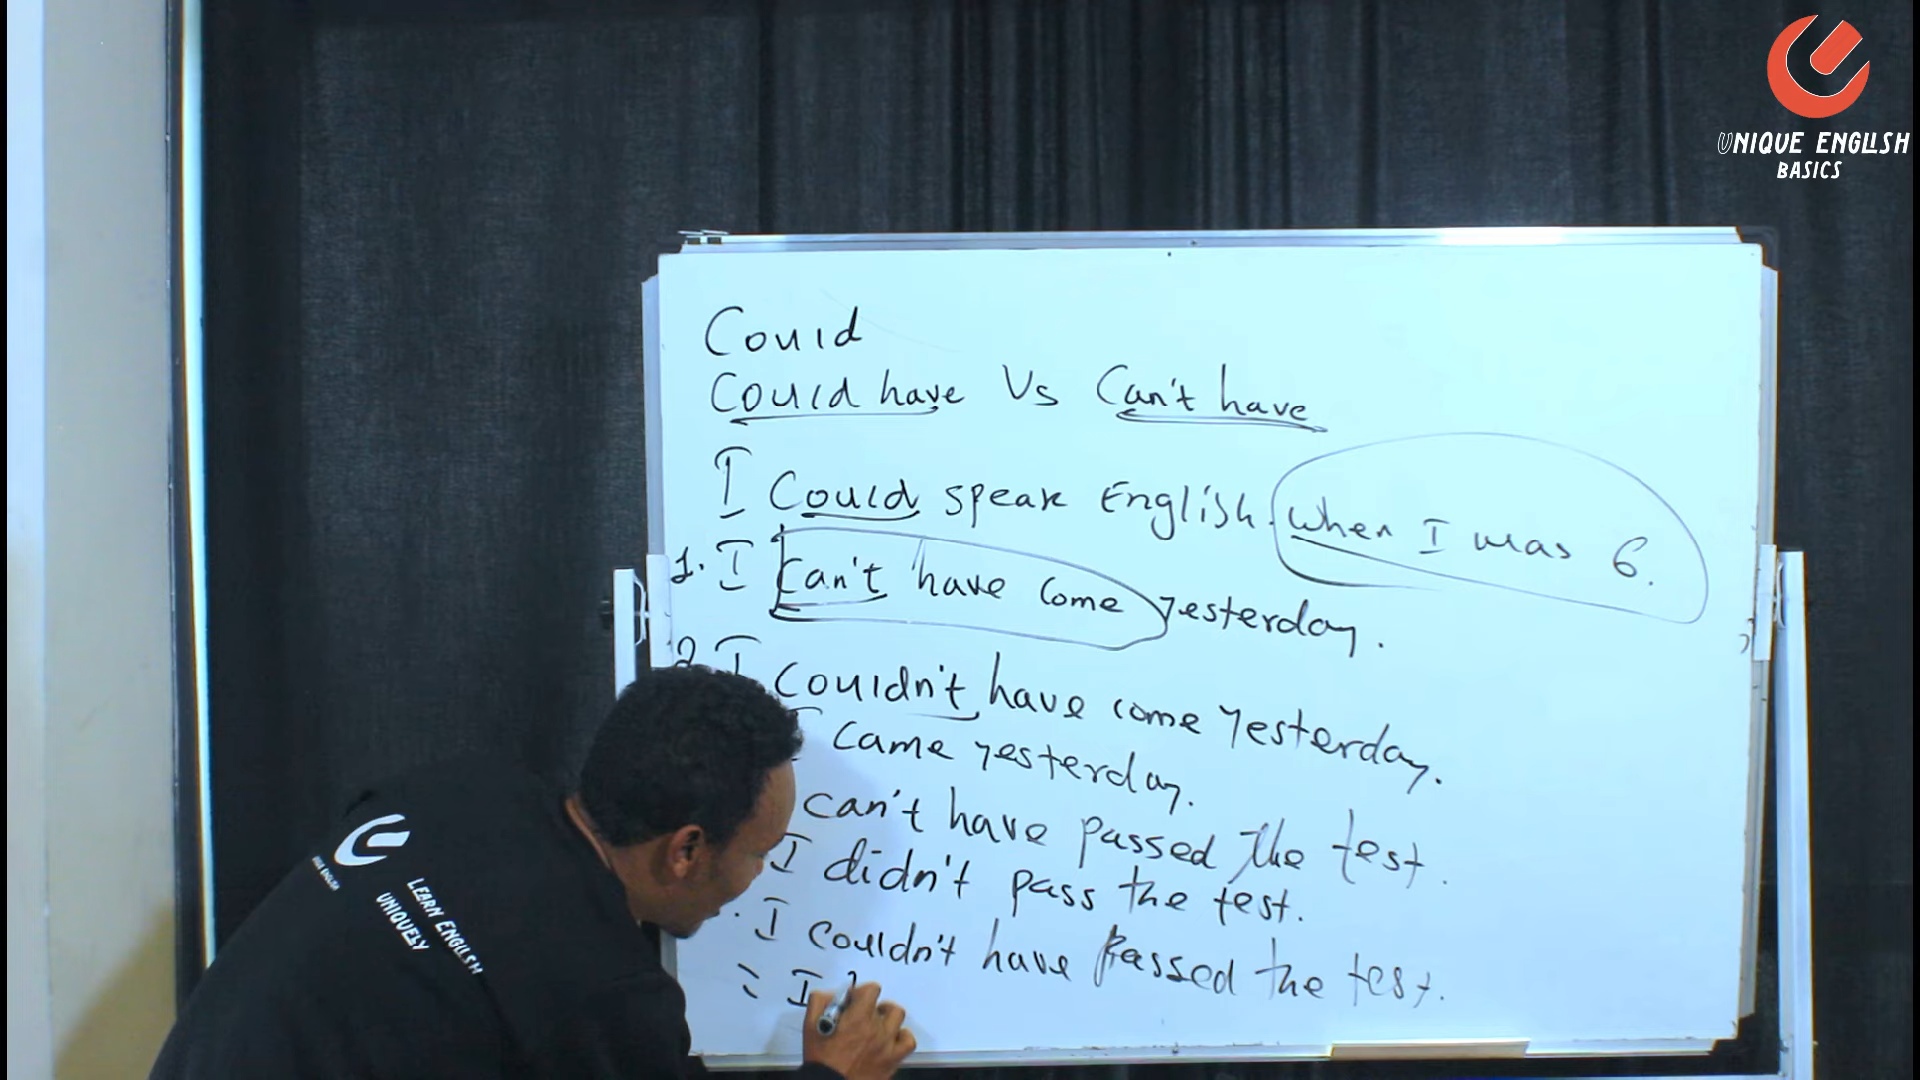 UNIQUE ENGLISH
BASICS
Could
Could have Vs Can't have
I Could speak English when I was 6.
1. I Can't have come yesterday.
2. I couldn't have come yesterday.
I came yesterday.
can't have passed the test.
I didn't pass the test.
I couldn't have passed the test.
= I
LEARN ENGLISH
UNIQUELY